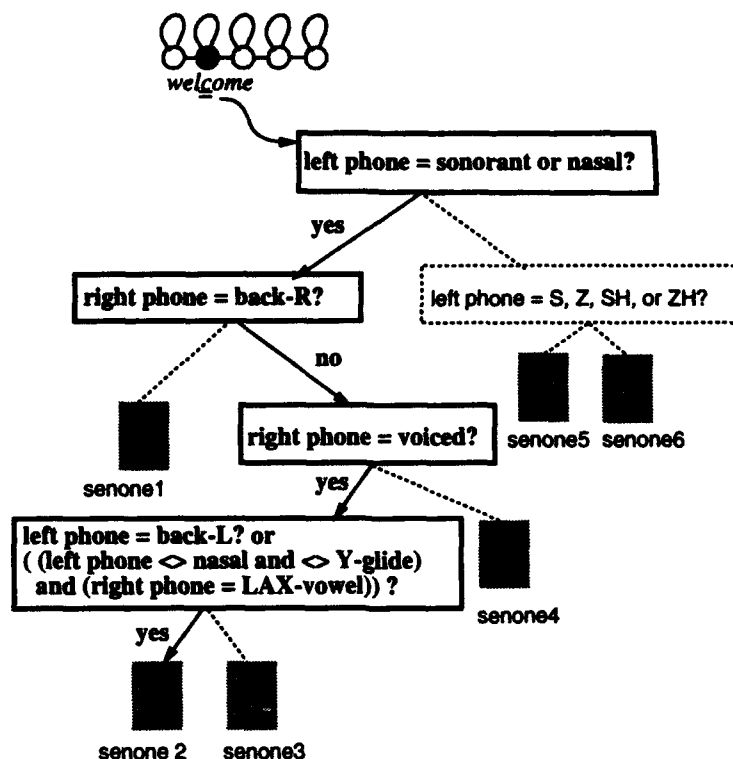 welcome
left phone = sonorant or nasal?
yes
right phone = back-R?
left phone = S, Z, SH, or ZH?
no
senone1
right phone = voiced?
senone5
senone6
yes
left phone = back-L? or
( (left phone <> nasal and <> Y-glide)
and (right phone = LAX-vowel)) ?
senone4
yes
senone 2
senone3